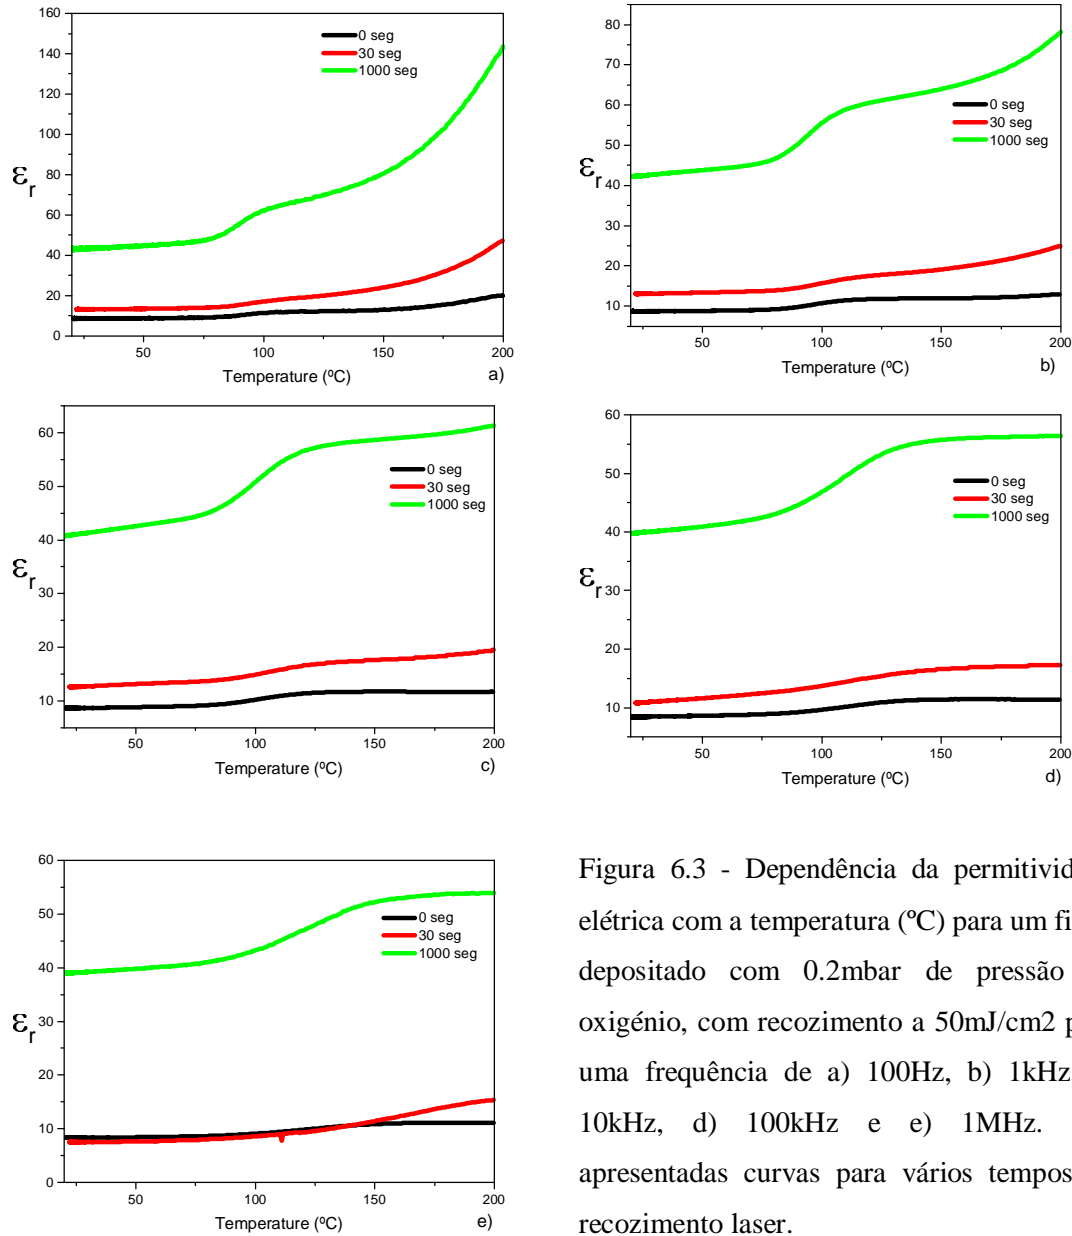 160
140
120
100
80
60
40
20
0
εr
0 seg
30 seg
1000 seg
50
100
150
200
Temperature (ºC)
a)
80
70
60
50
40
30
20
10
εr
0 seg
30 seg
1000 seg
50
100
150
200
Temperature (ºC)
b)
60
50
40
30
20
10
εr
0 seg
30 seg
1000 seg
50
100
150
200
Temperature (ºC)
c)
60
50
40
30
20
10
εr
0 seg
30 seg
1000 seg
50
100
150
200
Temperature (ºC)
d)
60
50
40
30
20
10
0
εr
0 seg
30 seg
1000 seg
50
100
150
200
Temperature (ºC)
e)
Figura 6.3 - Dependência da permitivid
elétrica com a temperatura (ºC) para um fi
depositado com 0.2mbar de pressão
oxigénio, com recozimento a 50mJ/cm2 p
uma frequência de a) 100Hz, b) 1kHz
10kHz, d) 100kHz e e) 1MHz.
apresentadas curvas para vários tempos
recozimento laser.